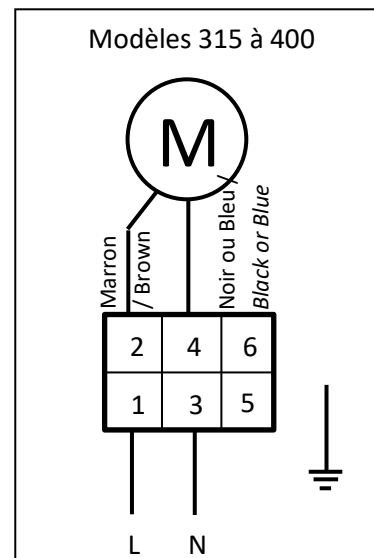 Modèles 315 à 400
M
Marron
/ Brown
Noir ou Bleu /
Black or Blue
2 4 6
1 3 5
L N